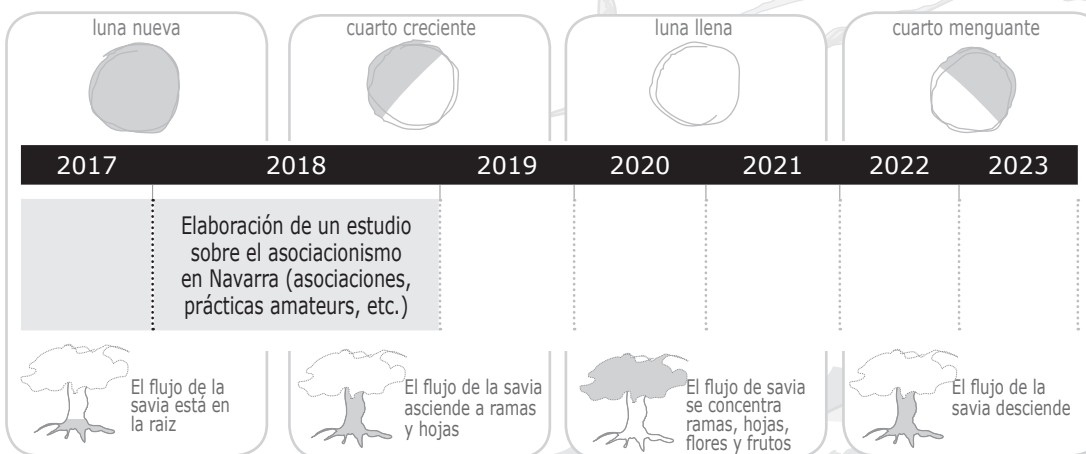 luna nueva
cuarto creciente
luna llena
cuarto menguante
2017 2018 2019 2020 2021 2022 2023
Elaboración de un estudio
sobre el asociacionismo
en Navarra (asociaciones,
prácticas amateurs, etc.)
El flujo de la
savia está en
la raiz
El flujo de la savia
asciende a ramas
y hojas
El flujo de savia
se concentra
ramas, hojas,
flores y frutos
El flujo de la
savia desciende